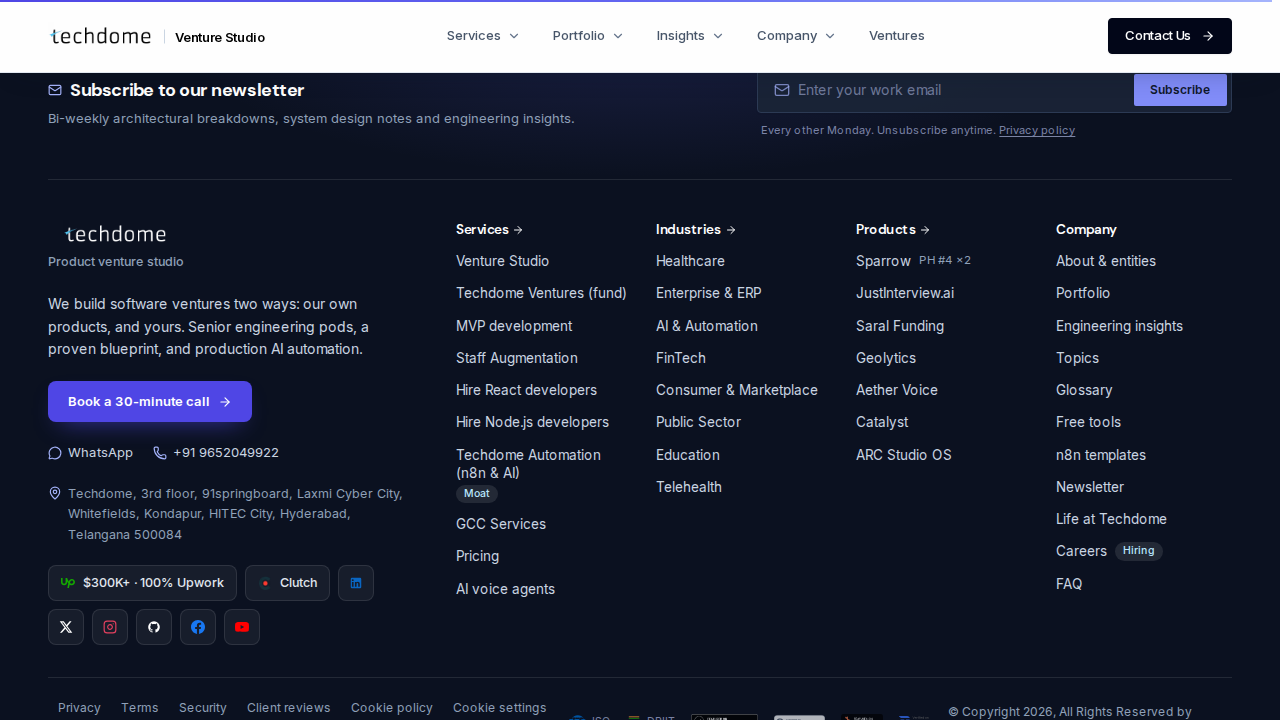 techdome Venture Studio
Services Portfolio Insights Company Ventures
Contact Us
Subscribe to our newsletter
Bi-weekly architectural breakdowns, system design notes and engineering insights.
Enter your work email
Subscribe
Every other Monday. Unsubscribe anytime. Privacy policy
techdome
Product venture studio
We build software ventures two ways: our own
products, and yours. Senior engineering pods, a
proven blueprint, and production AI automation.
Book a 30-minute call
WhatsApp +91 9652049922
Techdome, 3rd floor, 91springboard, Laxmi Cyber City,
Whitefields, Kondapur, HITEC City, Hyderabad,
Telangana 500084
Up $300K+ · 100% Upwork
Clutch
Services
Venture Studio
Techdome Ventures (fund)
MVP development
Staff Augmentation
Hire React developers
Hire Node.js developers
Techdome Automation
(n8n & AI)
Moat
GCC Services
Pricing
AI voice agents
Industries
Healthcare
Enterprise & ERP
AI & Automation
FinTech
Consumer & Marketplace
Public Sector
Education
Telehealth
Products
Sparrow PH #4 ×2
JustInterview.ai
Saral Funding
Geolytics
Aether Voice
Catalyst
ARC Studio OS
Company
About & entities
Portfolio
Engineering insights
Topics
Glossary
Free tools
n8n templates
Newsletter
Life at Techdome
Careers Hiring
FAQ
Privacy Terms Security Client reviews Cookie policy Cookie settings
ISO DPIIT
© Copyright 2026, All Rights Reserved by